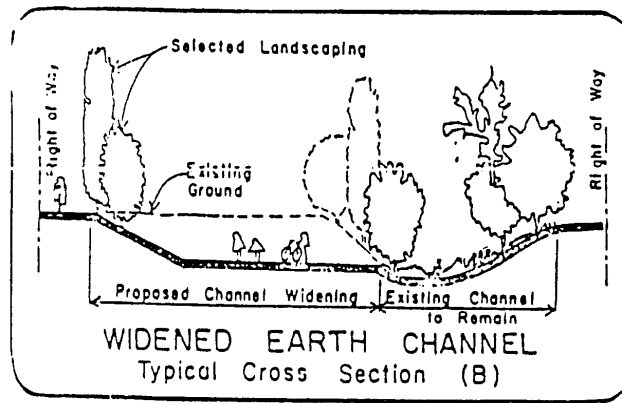 Selected Landscaping
Right of Way
Right of Way
Existing
Ground
Proposed Channel Widening
Existing Channel
to Remain
WIDENED EARTH CHANNEL
Typical Cross Section (B)